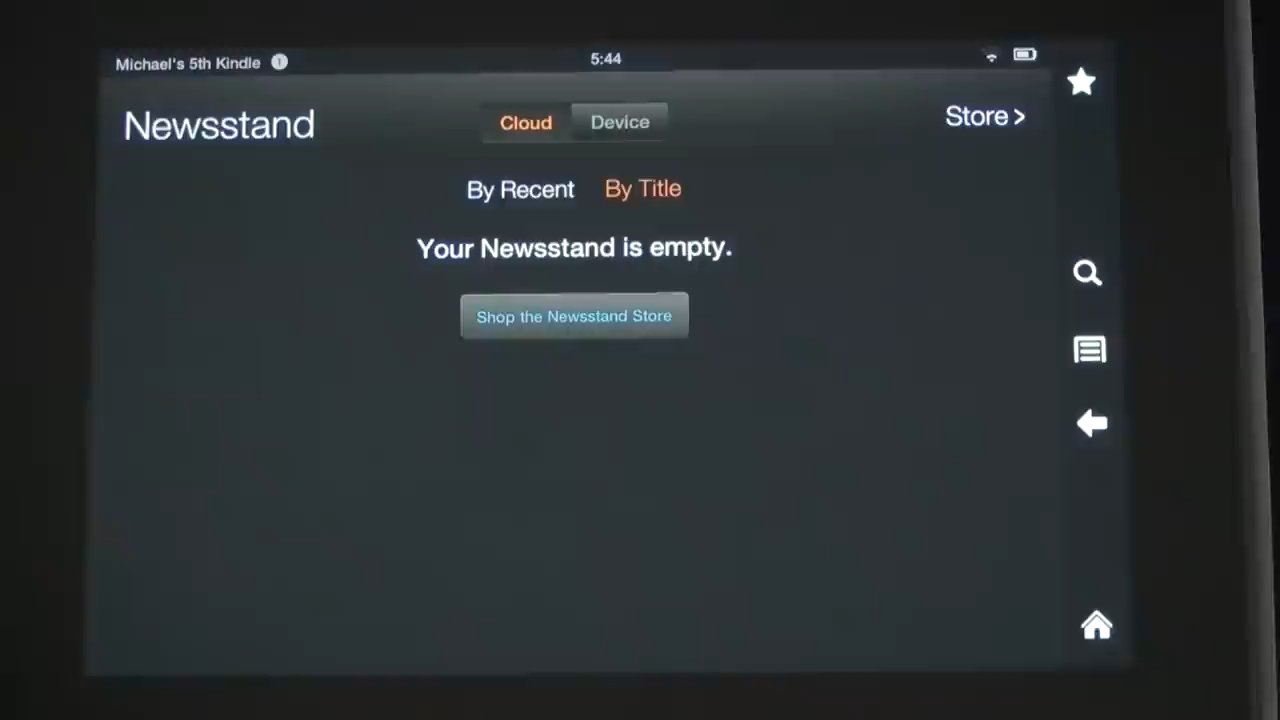 Michael's 5th Kindle 1 5:44
Newsstand Cloud Device Store >
By Recent By Title
Your Newsstand is empty.
Shop the Newsstand Store